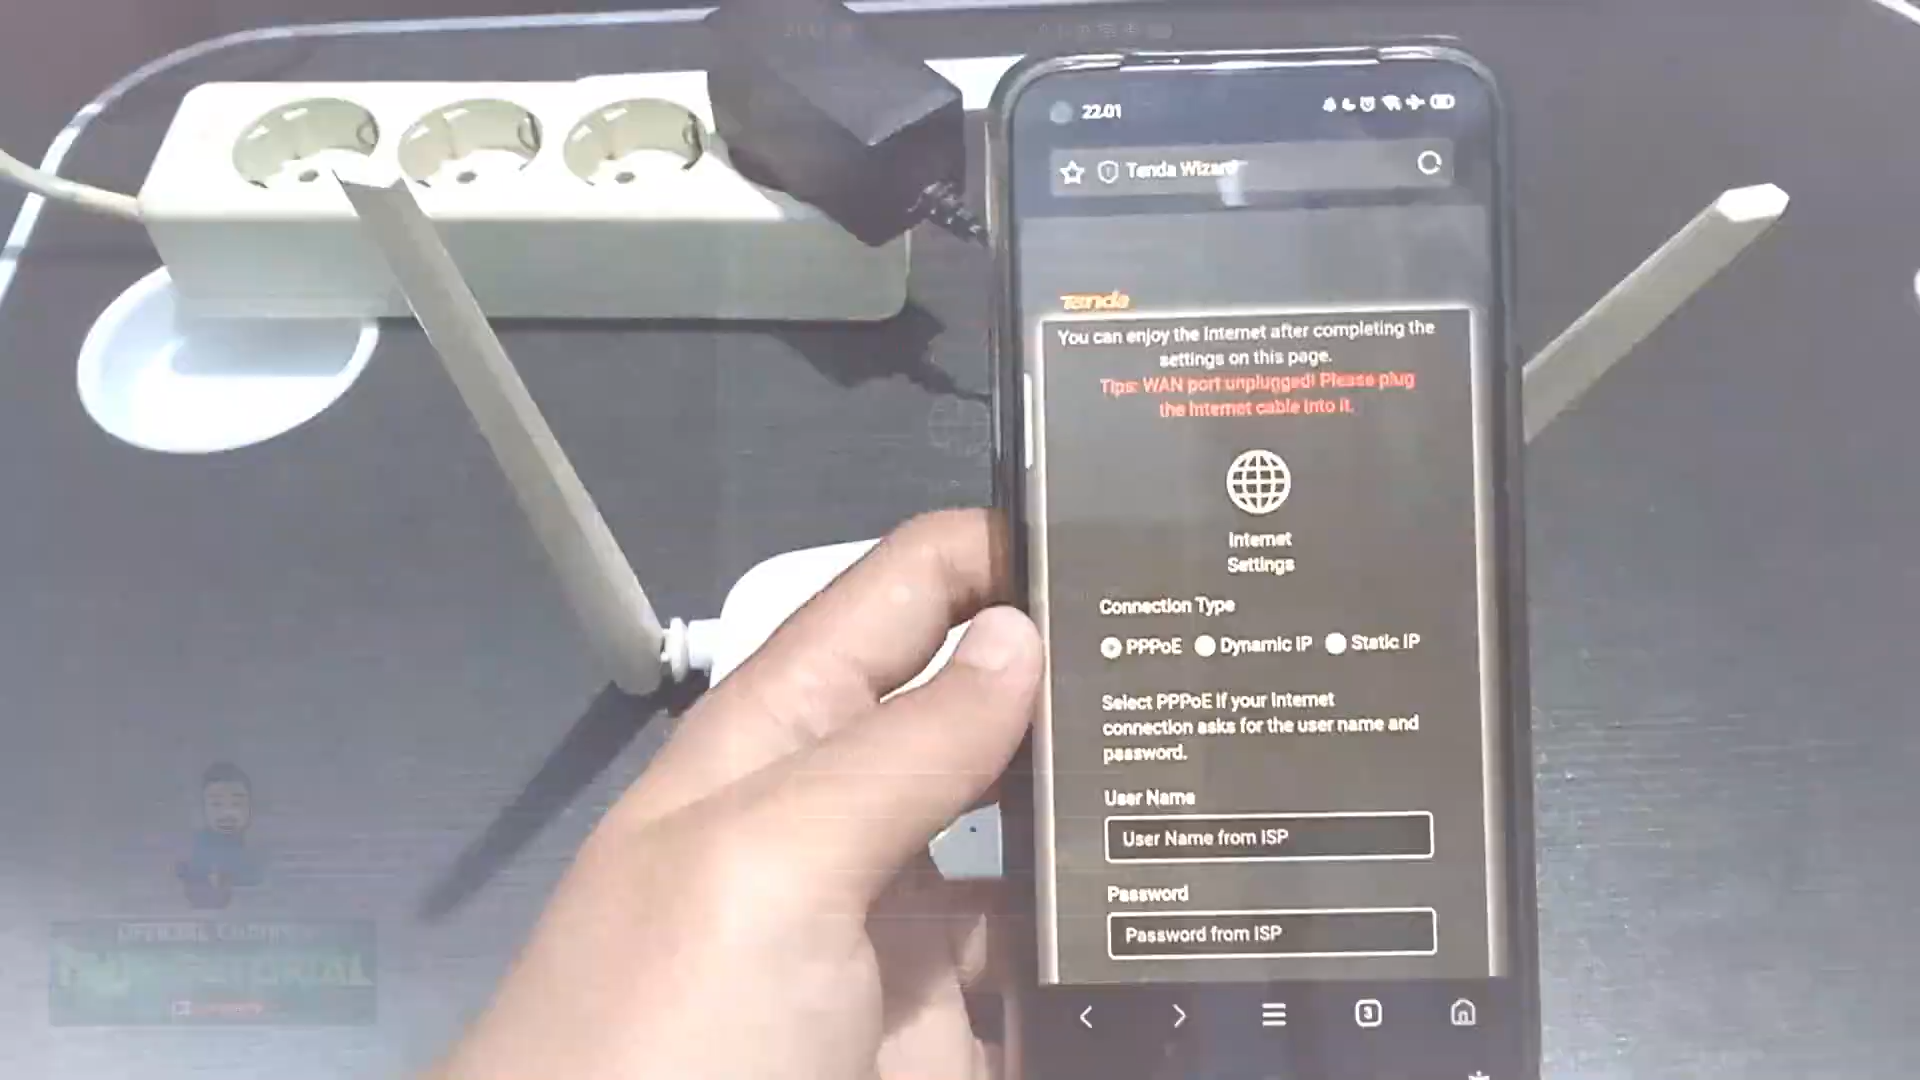 22.01
Tenda Wizard
Tenda
You can enjoy the Internet after completing the
settings on this page.
Tips: WAN port unplugged! Please plug
the Internet cable into it.
Internet
Settings
Connection Type
PPPoE Dynamic IP Static IP
Select PPPoE if your Internet
connection asks for the user name and
password.
User Name
User Name from ISP
Password
Password from ISP
3